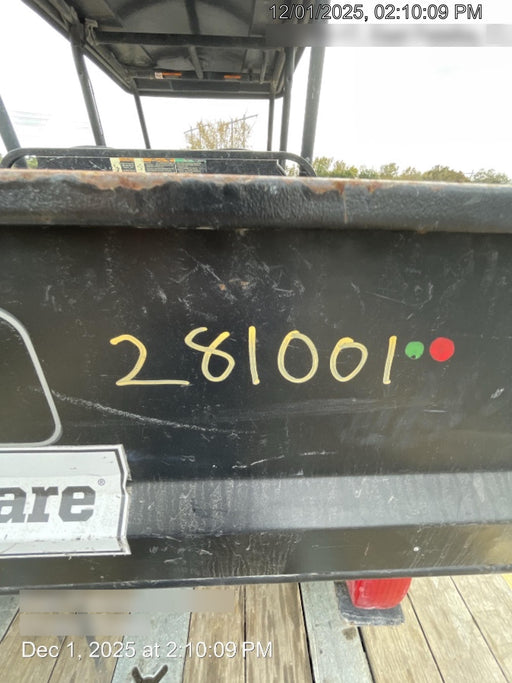 12/01/2025, 02:10:09 PM
281001
are®
Dec 1, 2025 at 2:10:09 PM